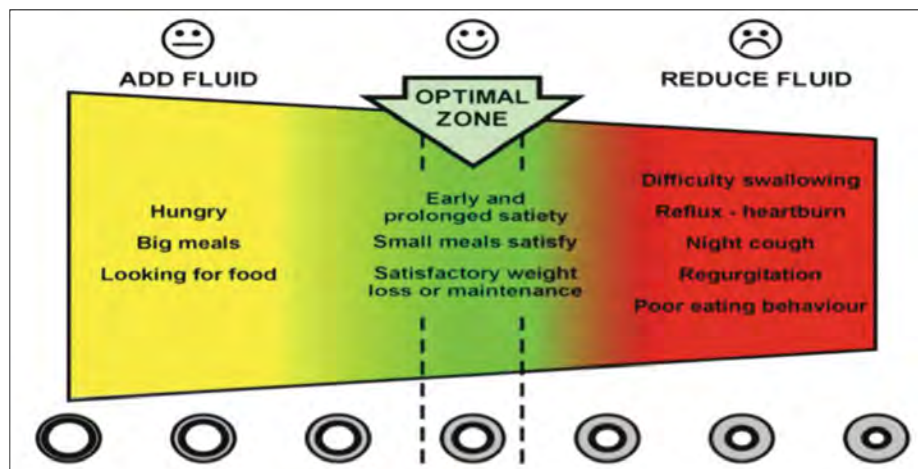 ADD FLUID
OPTIMAL
ZONE
REDUCE FLUID
Hungry
Big meals
Looking for food
Early and
prolonged satiety
Small meals satisfy
Satisfactory weight
loss or maintenance
Difficulty swallowing
Reflux - heartburn
Night cough
Regurgitation
Poor eating behaviour